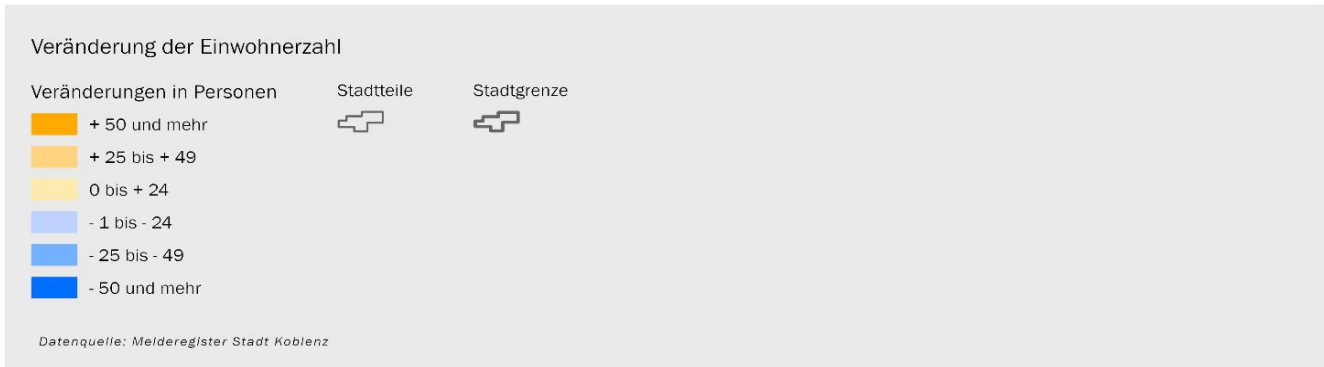 Veränderung der Einwohnerzahl
Veränderungen in Personen
Stadtteile
Stadtgrenze
+ 50 und mehr
+ 25 bis + 49
0 bis + 24
- 1 bis - 24
- 25 bis - 49
- 50 und mehr
Datenquelle: Melderegister Stadt Koblenz